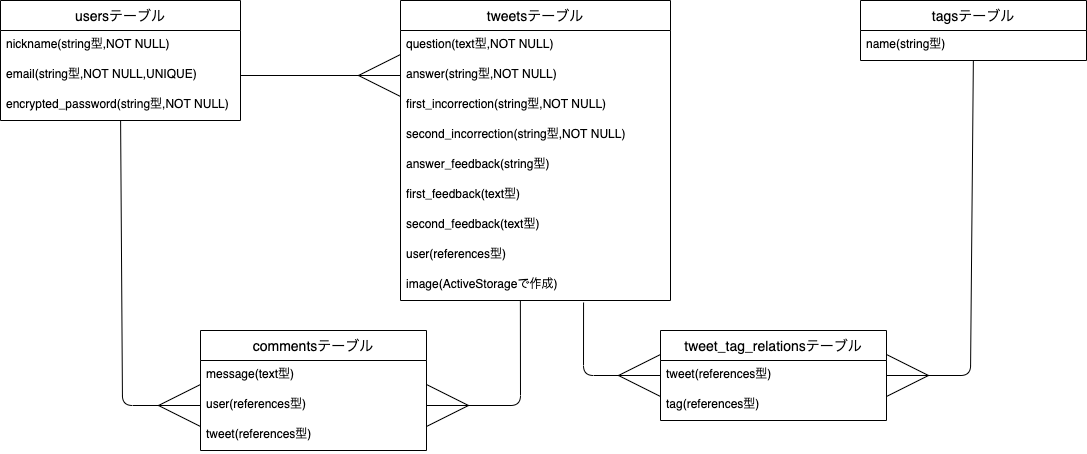 usersテーブル
nickname(string型,NOT NULL)
email(string型,NOT NULL,UNIQUE)
encrypted_password(string型,NOT NULL)
tweetsテーブル
question(text型,NOT NULL)
answer(string型,NOT NULL)
first_incorrection(string型,NOT NULL)
second_incorrection(string型,NOT NULL)
answer_feedback(string型)
first_feedback(text型)
second_feedback(text型)
user(references型)
image(ActiveStorageで作成)
tagsテーブル
name(string型)
commentsテーブル
message(text型)
user(references型)
tweet(references型)
tweet_tag_relationsテーブル
tweet(references型)
tag(references型)